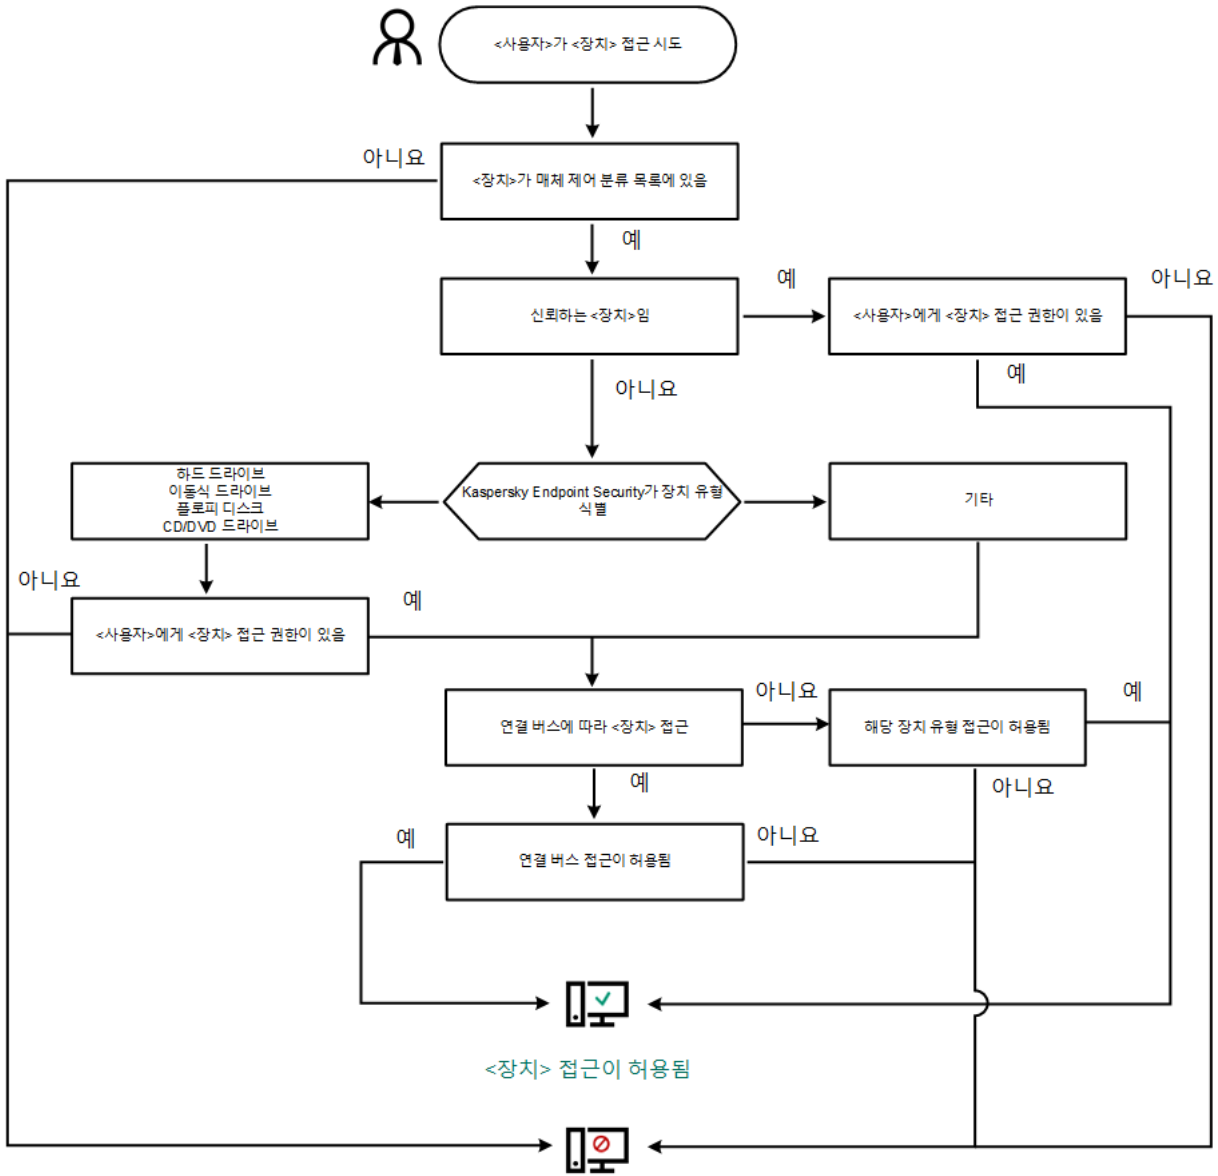 <사용자>가 <장치> 접근 시도
아니요
<장치>가 매체 제어 분류 목록에 있음
예
신뢰하는 <장치>임
예
<사용자>에게 <장치> 접근 권한이 있음
아니요
예
아니요
하드 드라이브
이동식 드라이브
플로피 디스크
CD/DVD 드라이브
Kaspersky Endpoint Security가 장치 유형
식별
기타
아니요
<사용자>에게 <장치> 접근 권한이 있음
예
연결 버스에 따라 <장치> 접근
아니요
해당 장치 유형 접근이 허용됨
예
예
아니요
예
연결 버스 접근이 허용됨
아니요
<장치> 접근이 허용됨